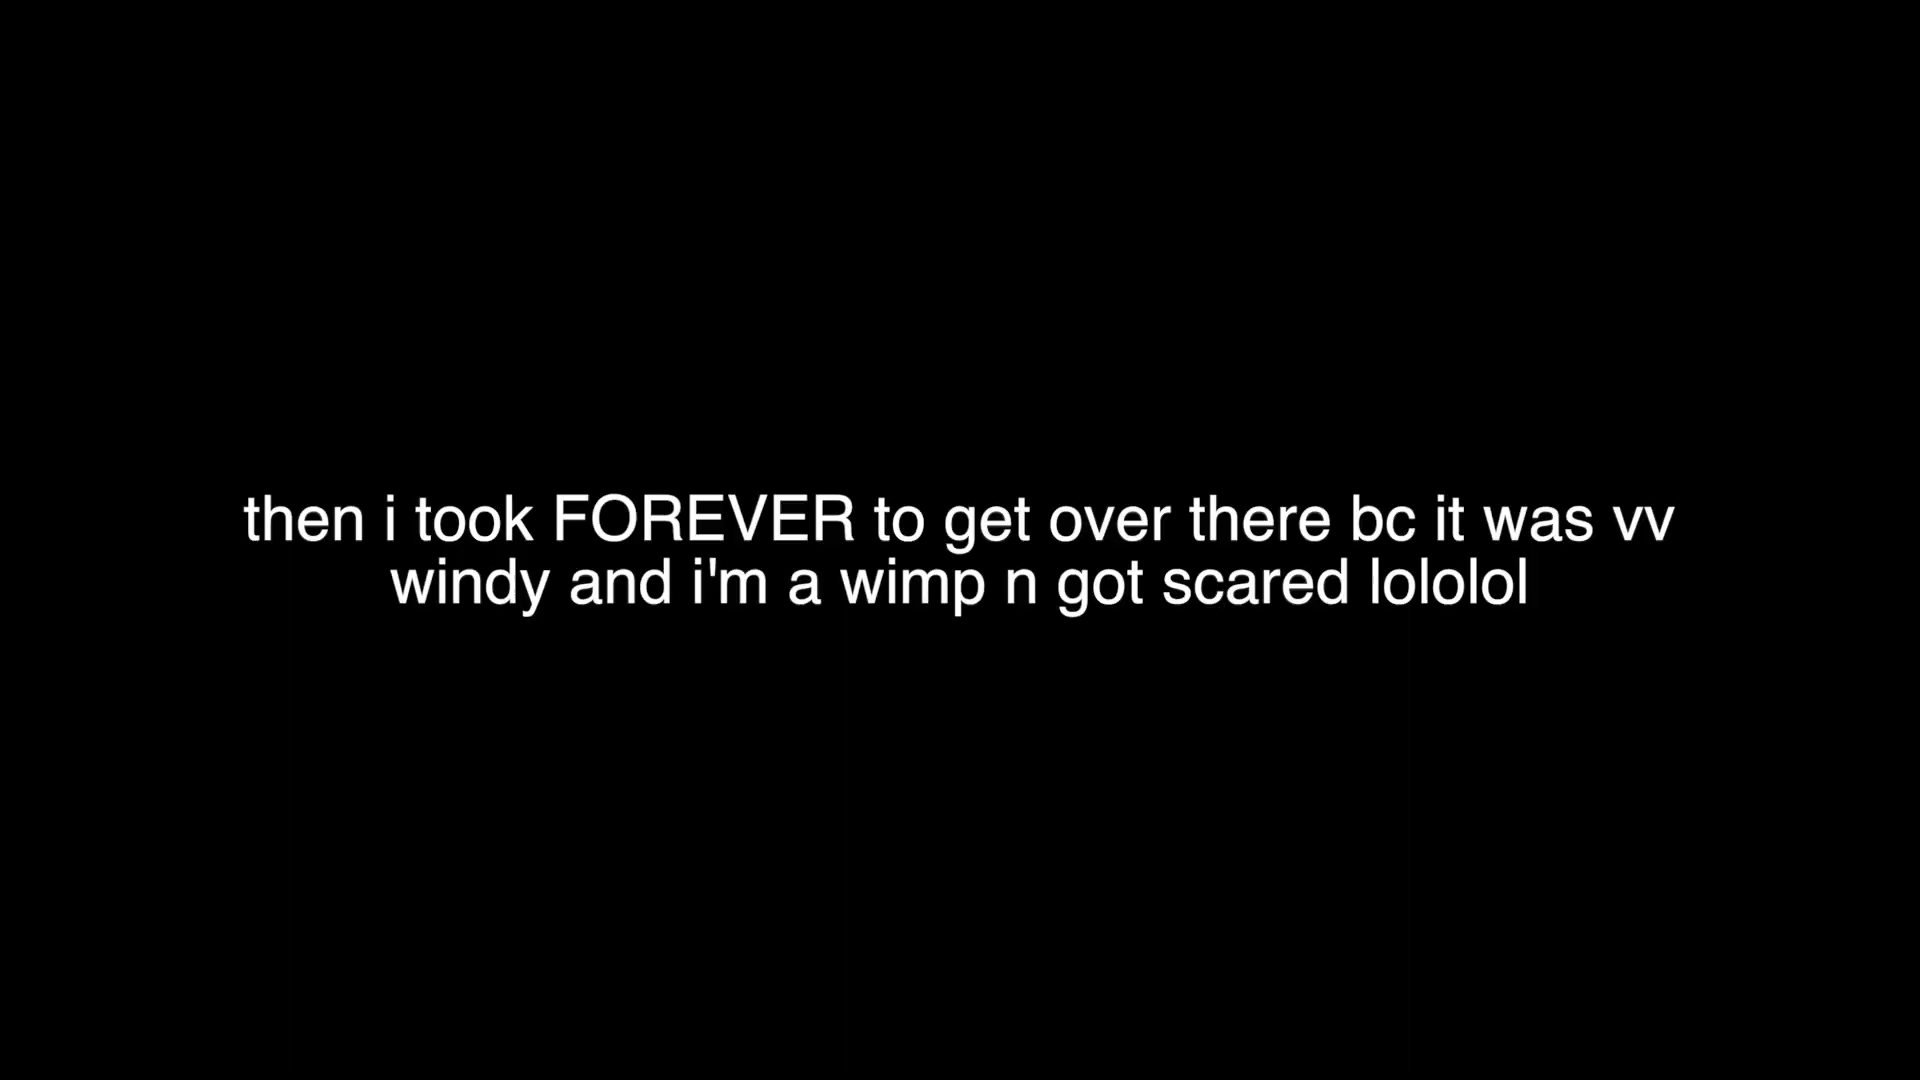 then i took FOREVER to get over there bc it was vv
windy and i'm a wimp n got scared lololol